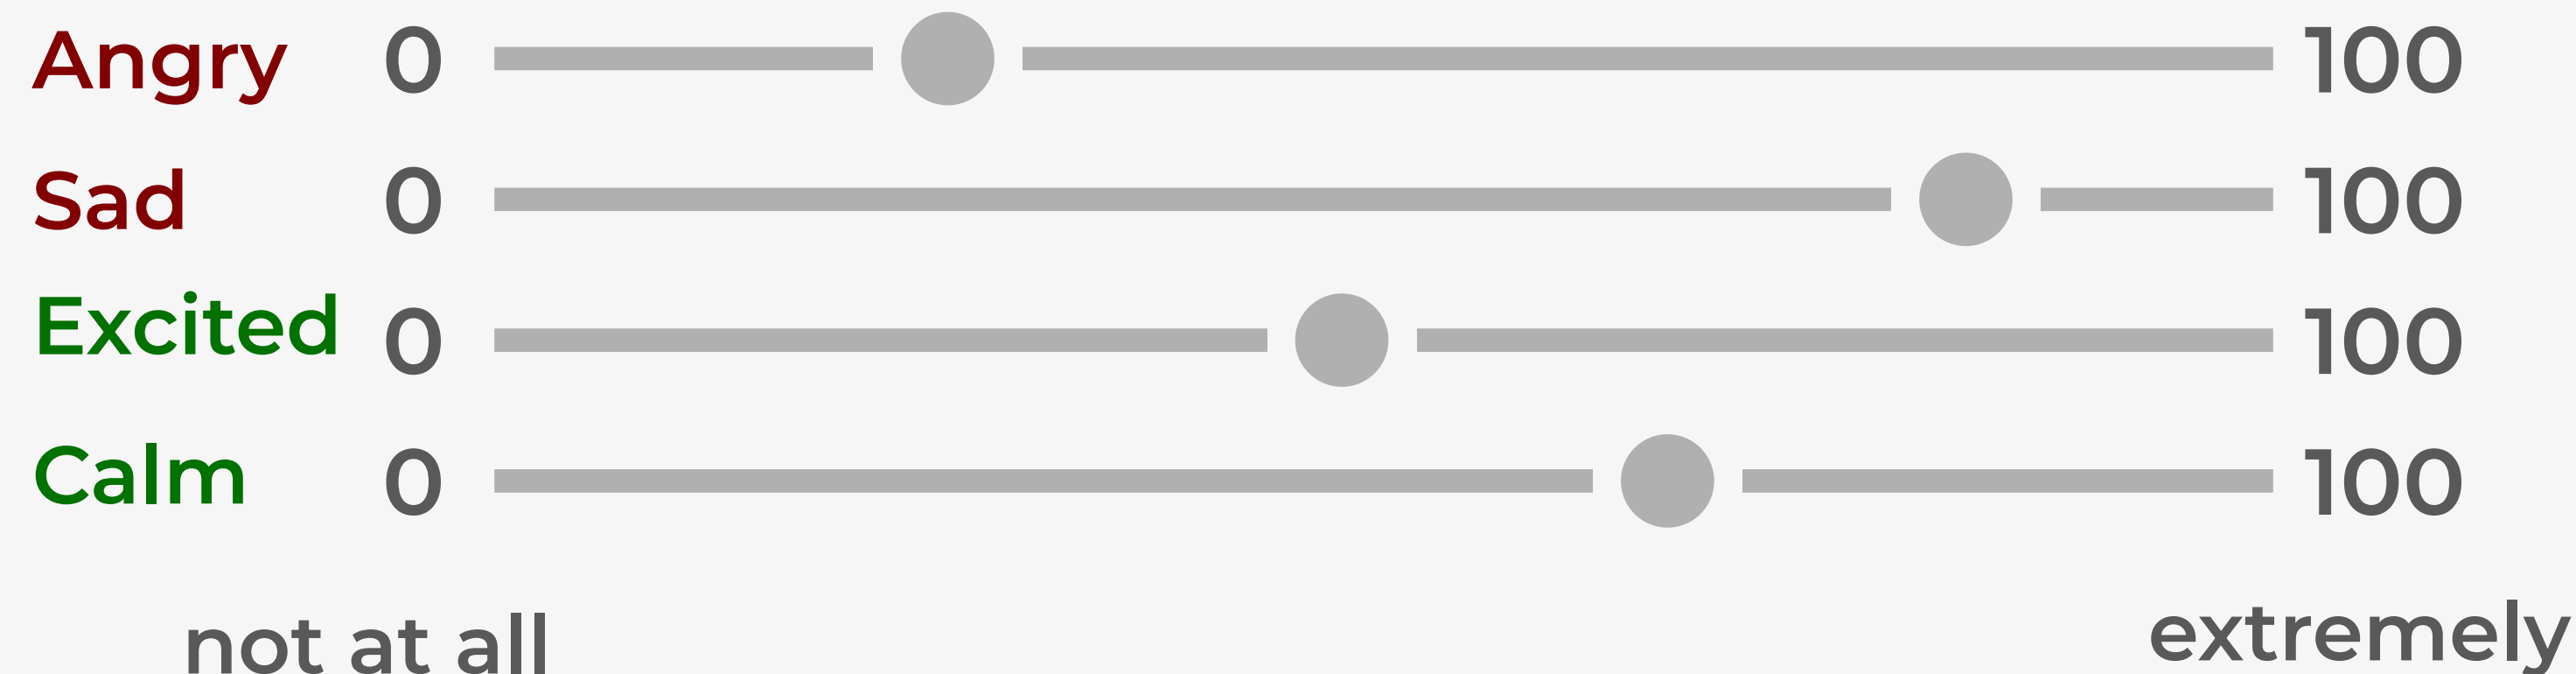 Angry 0 100
Sad 0 100
Excited 0 100
Calm 0 100
not at all extremely